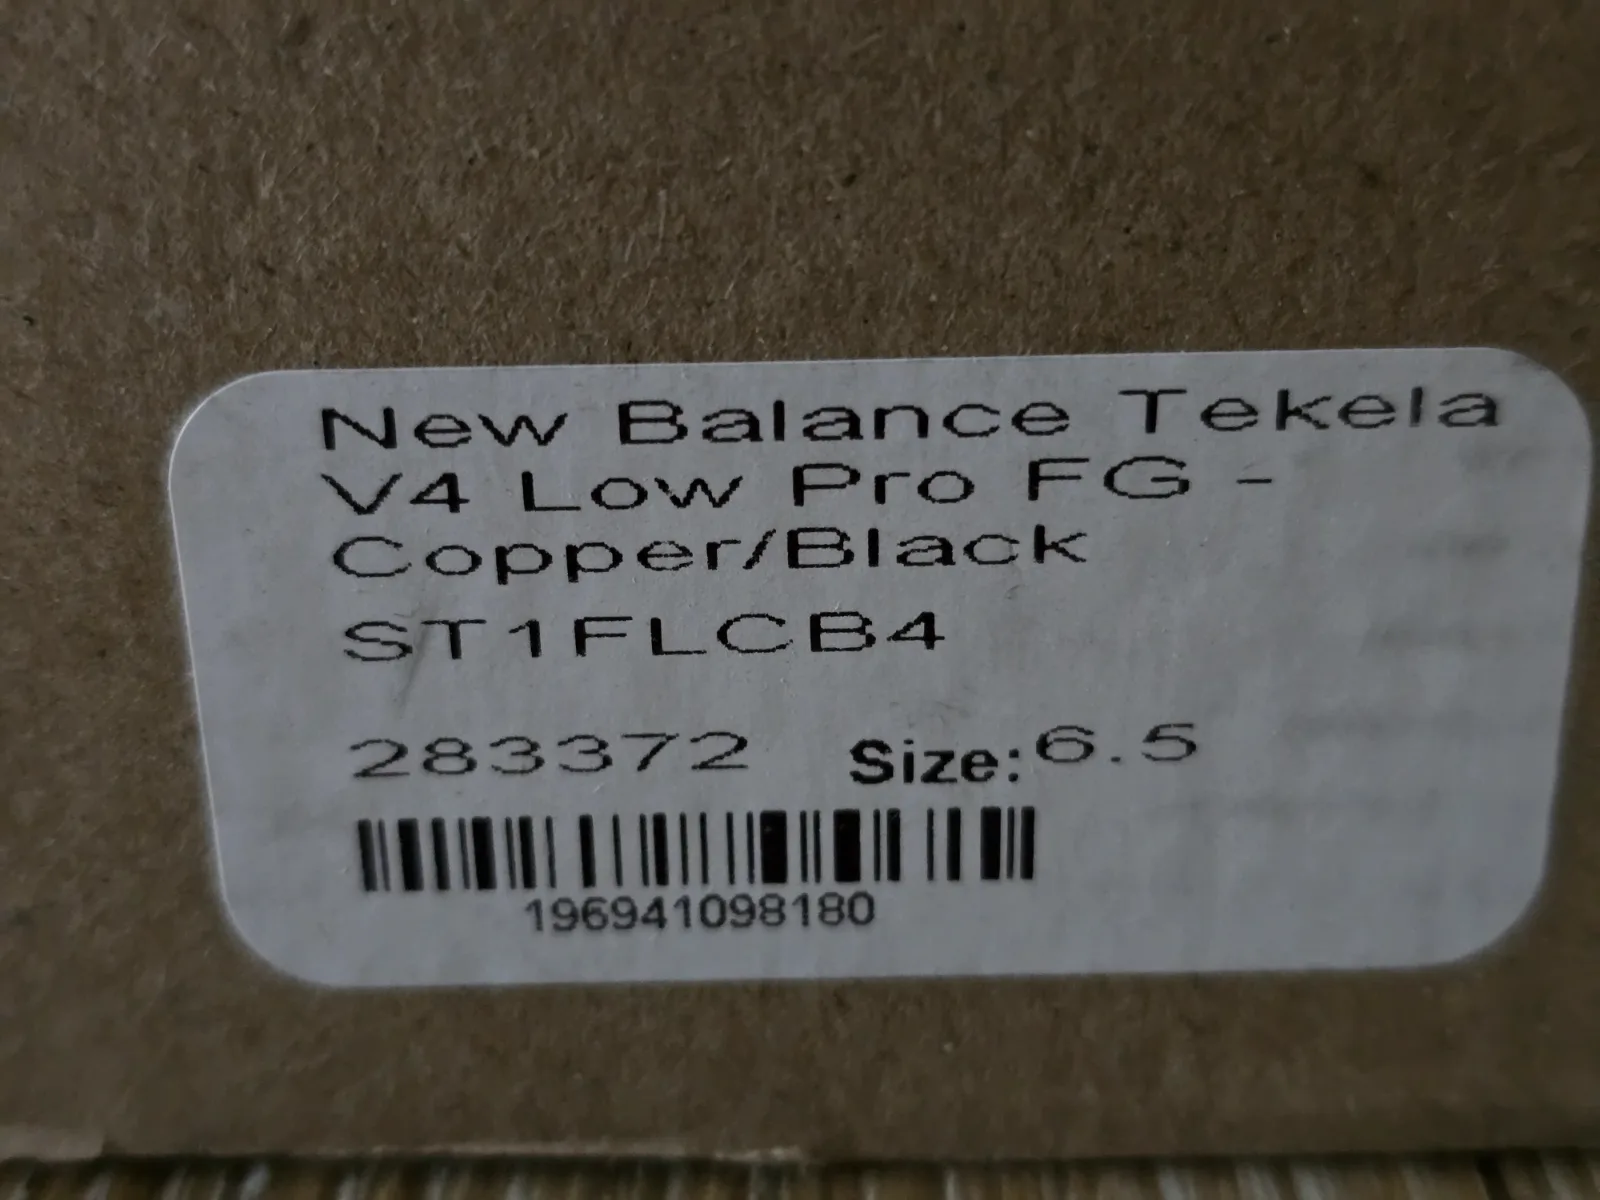 New Balance Tekela
V4 Low Pro FG -
Copper/Black
ST1FLCB4
283372 Size:6.5
196941098180